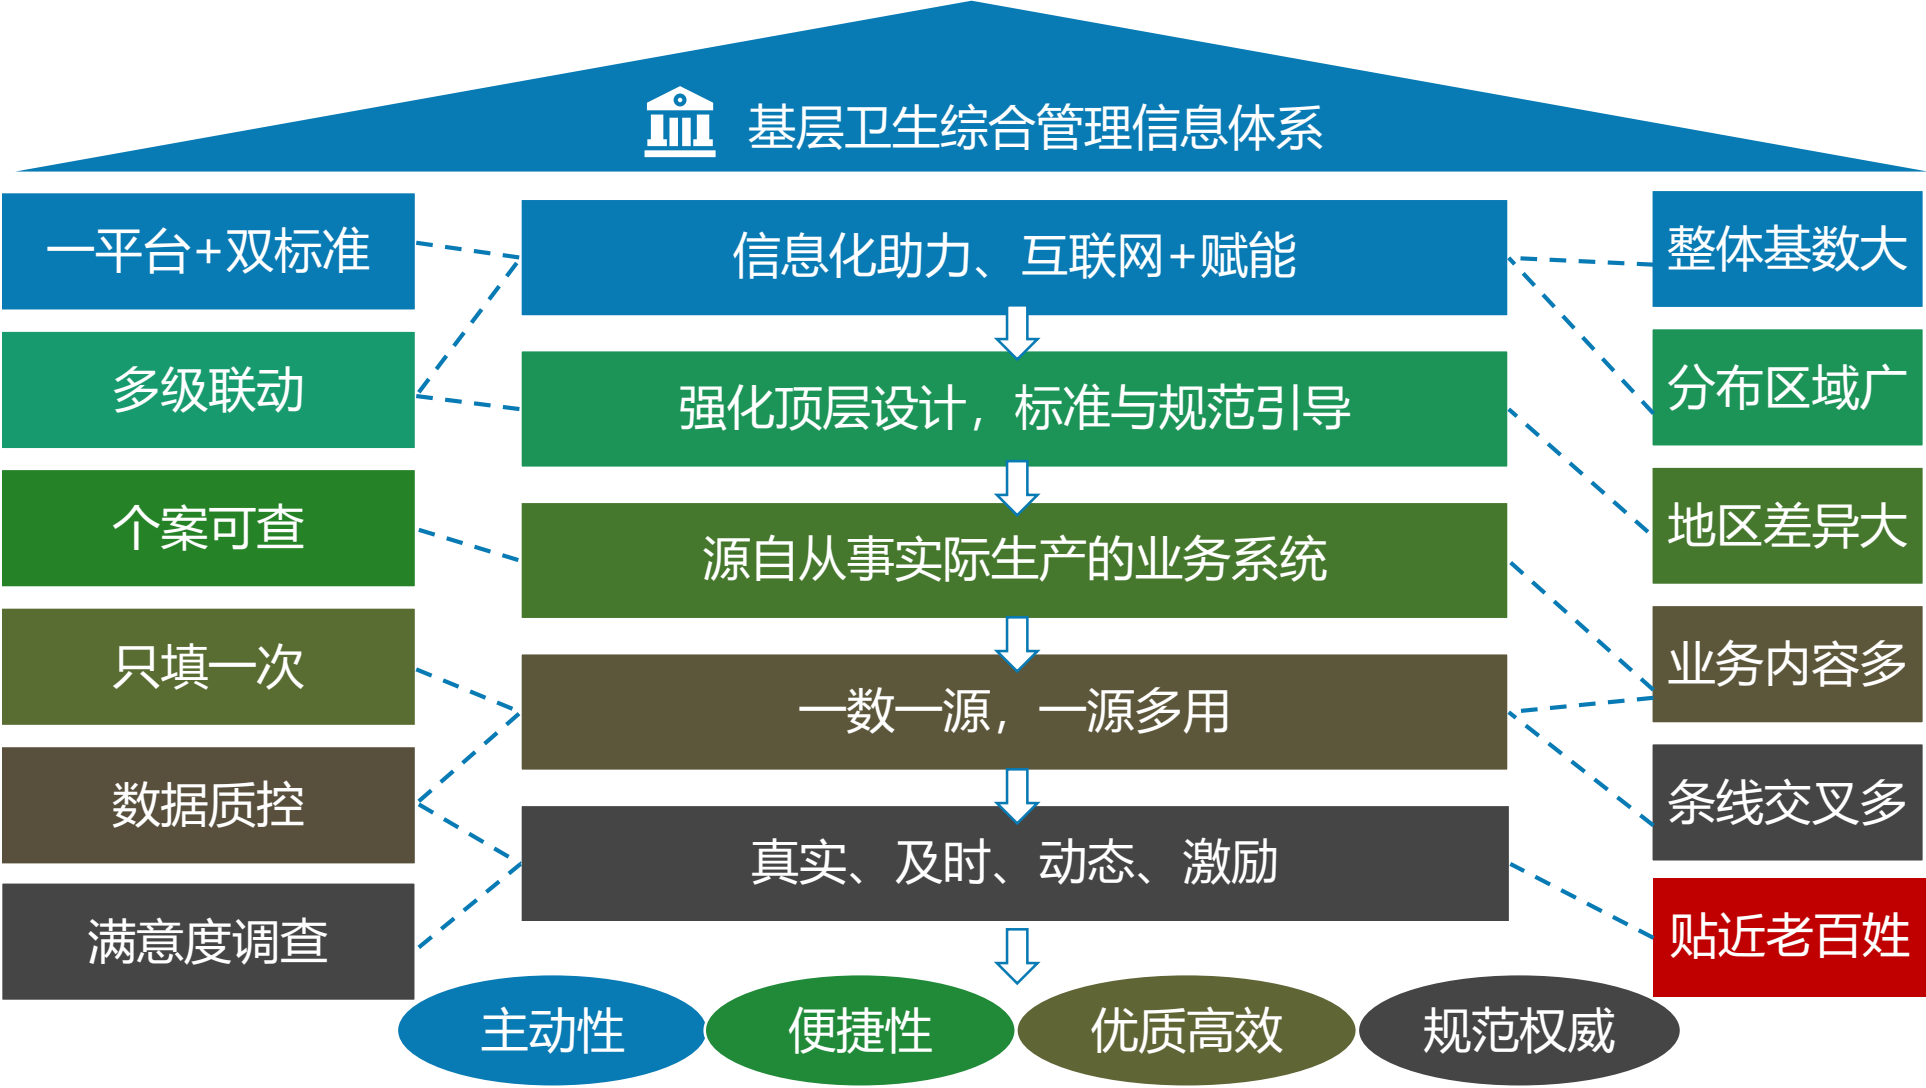 基层卫生综合管理信息体系
一平台+双标准
多级联动
个案可查
只填一次
数据质控
满意度调查
信息化助力、互联网+赋能
强化顶层设计，标准与规范引导
源自从事实际生产的业务系统
一数一源，一源多用
真实、及时、动态、激励
整体基数大
分布区域广
地区差异大
业务内容多
条线交叉多
贴近老百姓
主动性
便捷性
优质高效
规范权威